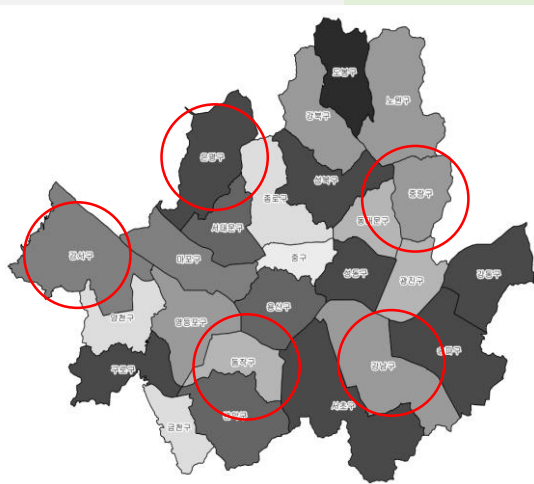 도봉구
노원구
강북구
은평구
성북구
중랑구
종로구
동대문구
서대문구
강서구
마포구
중구
성동구
광진구
강동구
용산구
양천구
영등포구
송파구
동작구
강남구
구로구
서초구
관악구
금천구